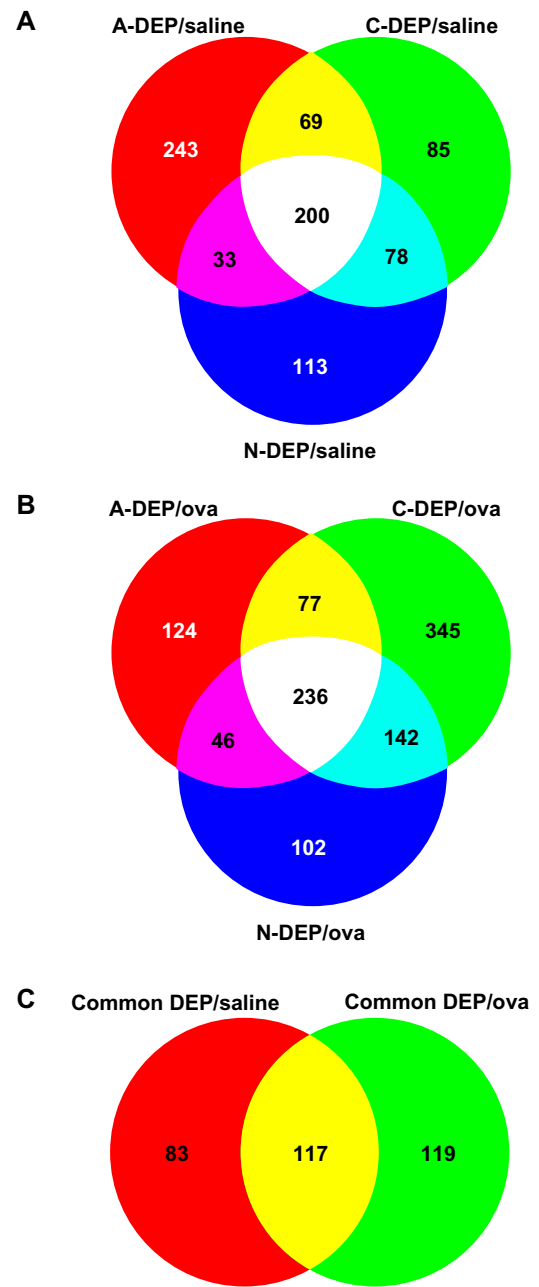 A
A-DEP/saline
C-DEP/saline
69
243
85
200
33
78
113
N-DEP/saline
B
A-DEP/ova
C-DEP/ova
77
124
345
236
46
142
102
N-DEP/ova
C
Common DEP/saline
Common DEP/ova
83
117
119